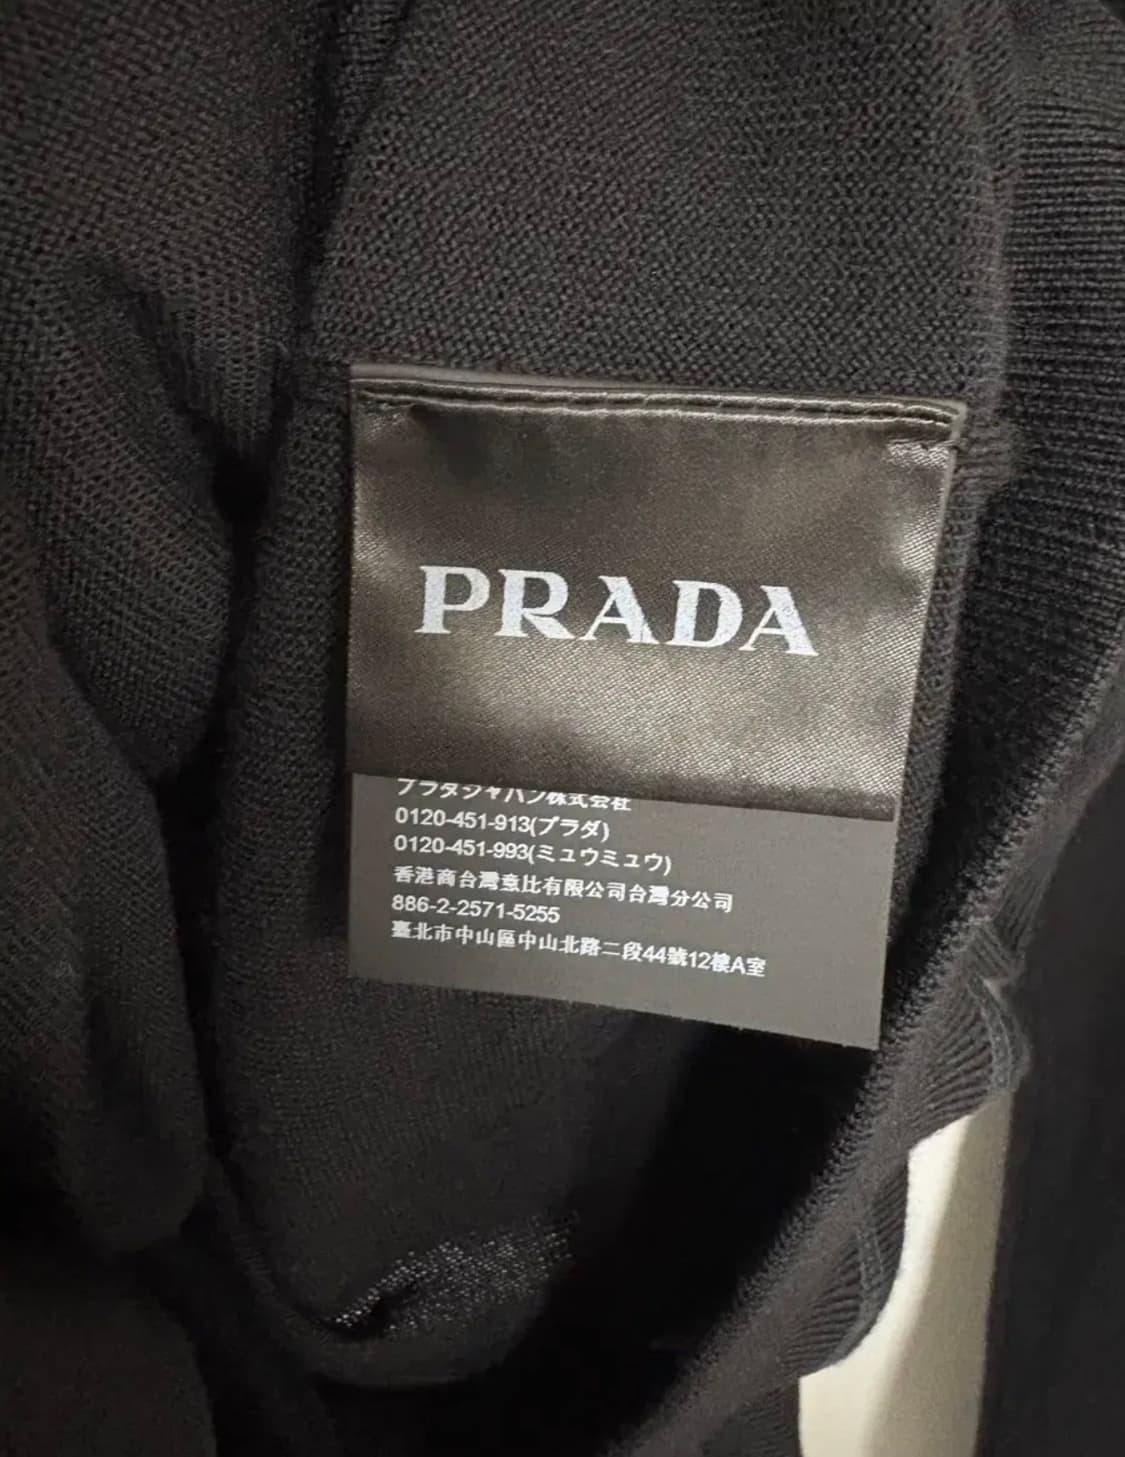 PRADA
プラダジャパン株式会社
0120-451-913(プラダ)
0120-451-993(ミュウミュウ)
香港商台灣壹比有限公司台灣分公司
886-2-2571-5255
臺北市中山區中山北路二段44號12樓A室